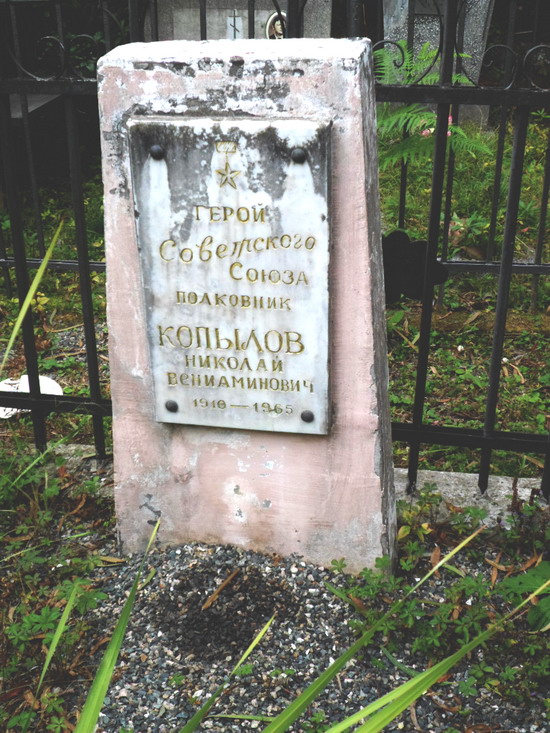 ГЕРОЙ
Советского
СОЮЗА
ПОЛКОВНИК
КОПЫЛОВ
НИКОЛАЙ
ВЕНИАМИНОВИЧ
1910 — 1965